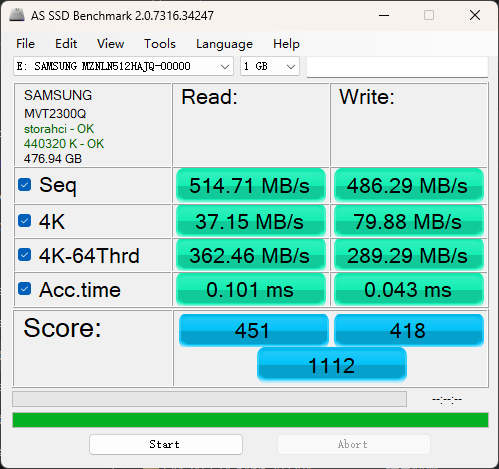 AS SSD Benchmark 2.0.7316.34247
File Edit View Tools Language Help
E: SAMSUNG MZNLN512HAJQ-00000 1 GB
SAMSUNG
MVT2300Q
storahci - OK
440320 K - OK
476.94 GB
Read: Write:
Seq 514.71 MB/s 486.29 MB/s
4K 37.15 MB/s 79.88 MB/s
4K-64Thrd 362.46 MB/s 289.29 MB/s
Acc.time 0.101 ms 0.043 ms
Score: 451 418
1112
--:--:--
Start Abort